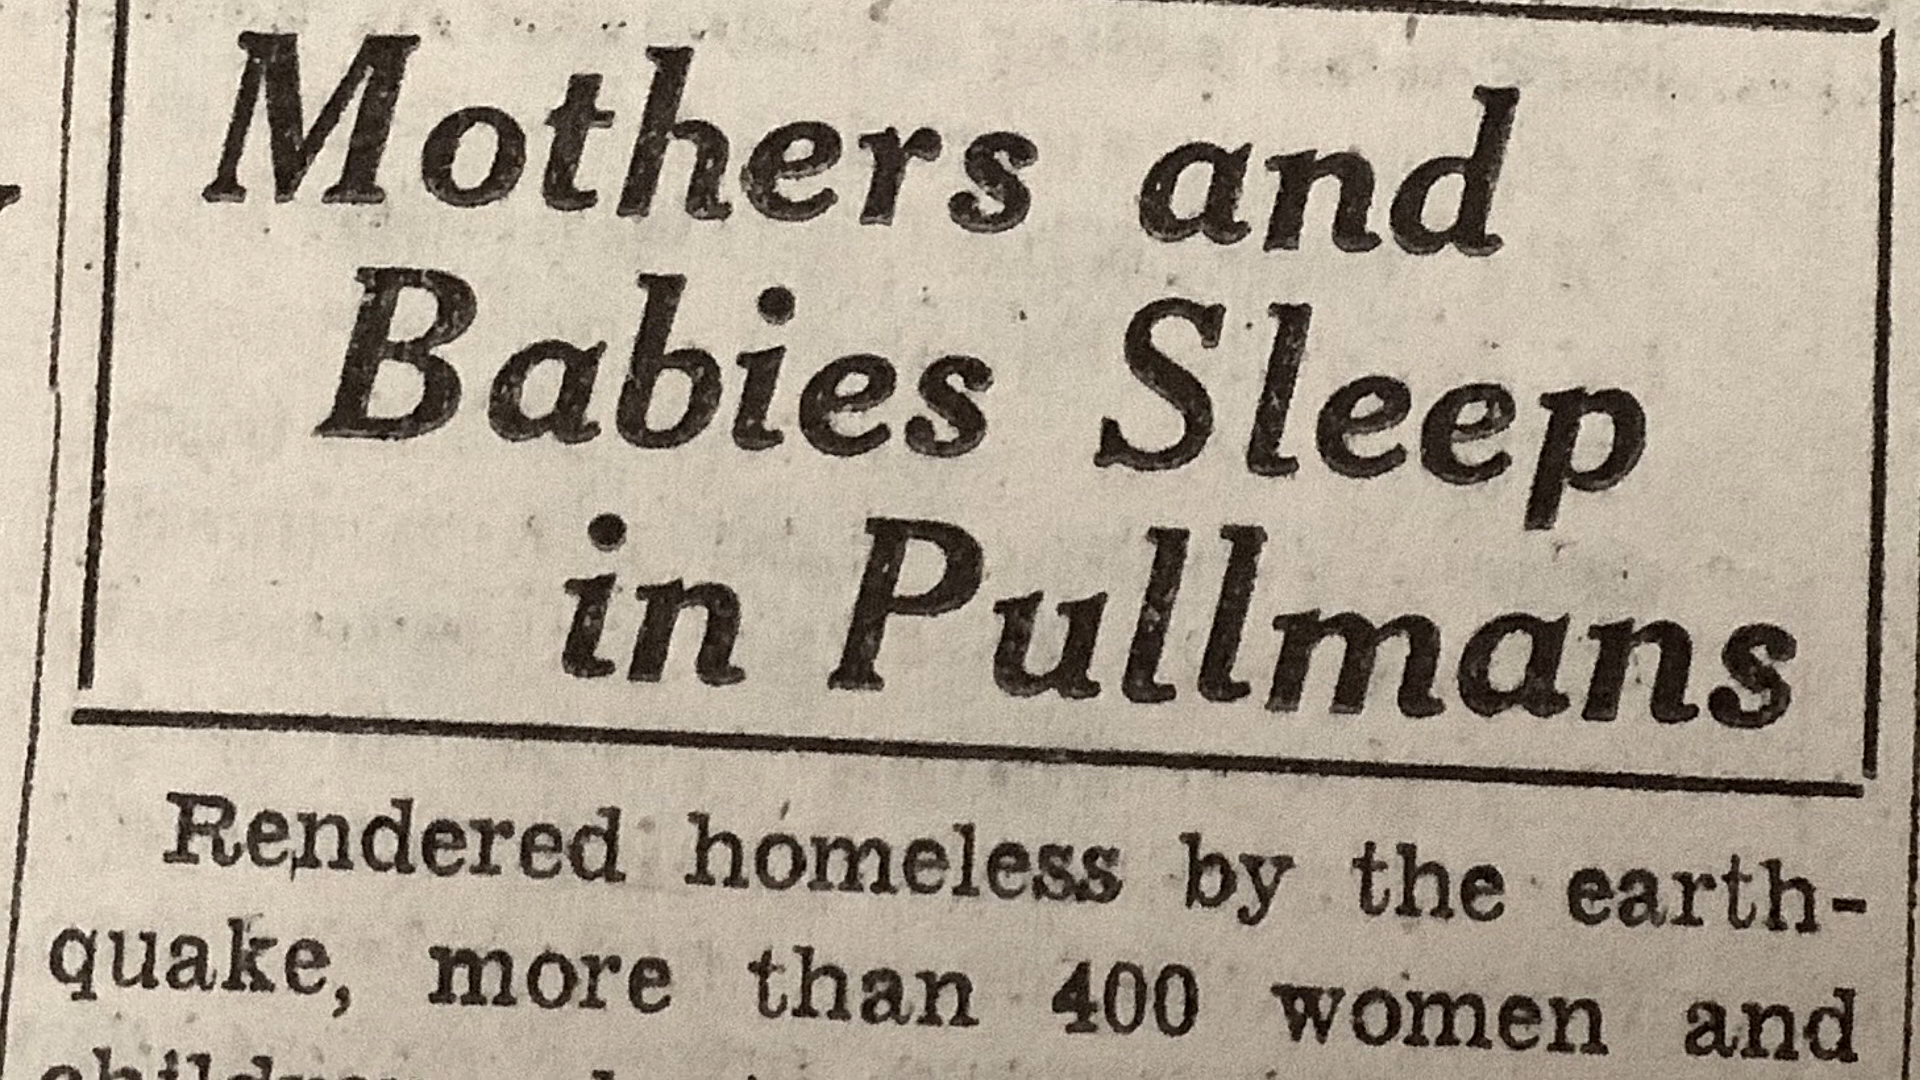 Mothers and
Babies Sleep
in Pullmans
Rendered homeless by the earth-
quake, more than 400 women and